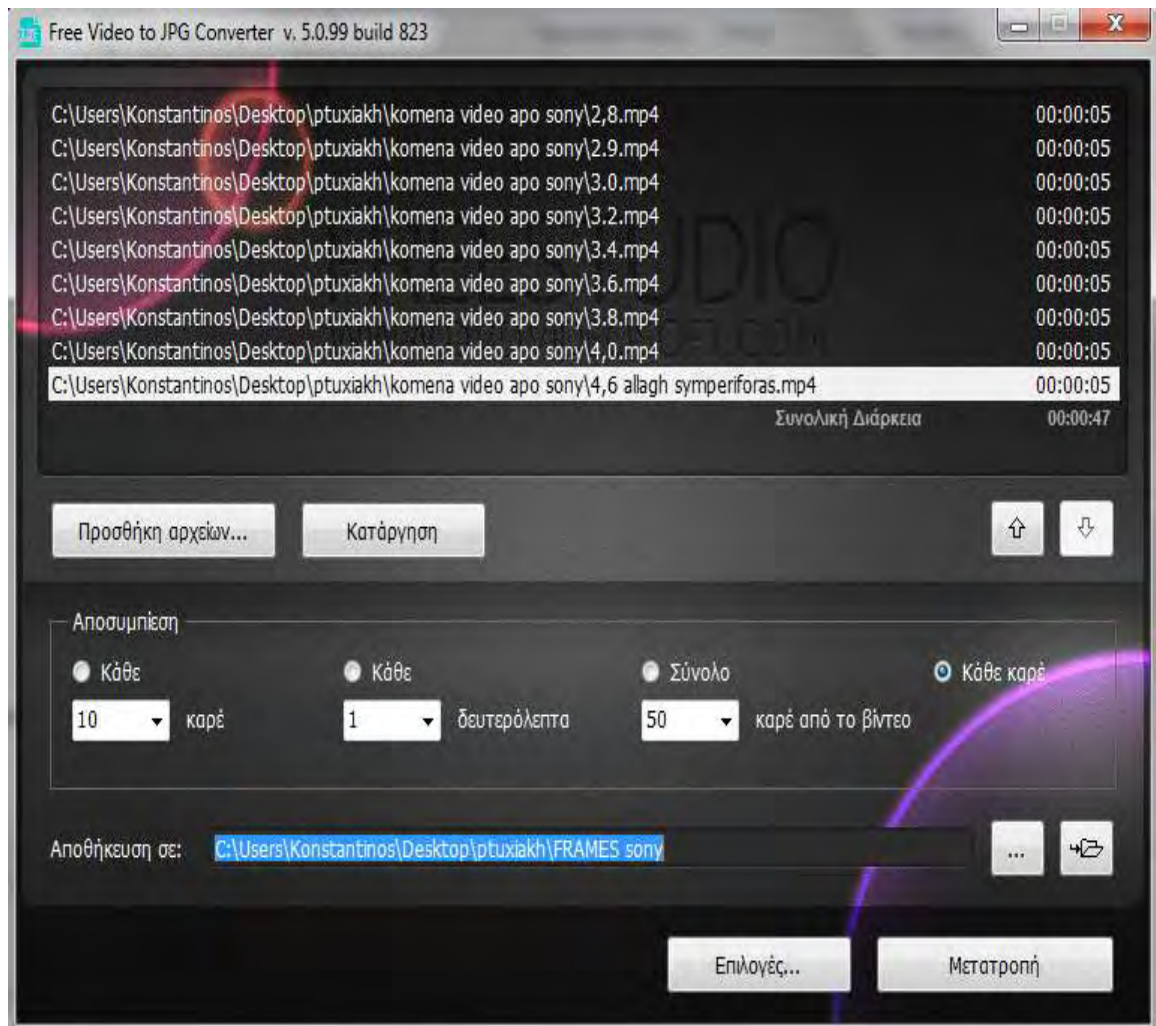 Free Video to JPG Converter v. 5.0.99 build 823
C:\Users\Konstantinos\Desktop\ptuxiakh\komena video apo sony\2,8.mp4 00:00:05
C:\Users\Konstantinos\Desktop\ptuxiakh\komena video apo sony\2.9.mp4 00:00:05
C:\Users\Konstantinos\Desktop\ptuxiakh\komena video apo sony\3.0.mp4 00:00:05
C:\Users\Konstantinos\Desktop\ptuxiakh\komena video apo sony\3.2.mp4 00:00:05
C:\Users\Konstantinos\Desktop\ptuxiakh\komena video apo sony\3.4.mp4 00:00:05
C:\Users\Konstantinos\Desktop\ptuxiakh\komena video apo sony\3.6.mp4 00:00:05
C:\Users\Konstantinos\Desktop\ptuxiakh\komena video apo sony\3.8.mp4 00:00:05
C:\Users\Konstantinos\Desktop\ptuxiakh\komena video apo sony\4,0.mp4 00:00:05
C:\Users\Konstantinos\Desktop\ptuxiakh\komena video apo sony\4,6 allagh symperiforas.mp4 00:00:05
Συνολική Διάρκεια 00:00:47
Προσθήκη αρχείων... Κατάργηση
Αποσυμπίεση
Κάθε Κάθε Σύνολο Κάθε καρέ
10 καρέ 1 δευτερόλεπτα 50 καρέ από το βίντεο
Αποθήκευση σε: C:\Users\Konstantinos\Desktop\ptuxiakh\FRAMES sony ...
Επιλογές... Μετατροπή